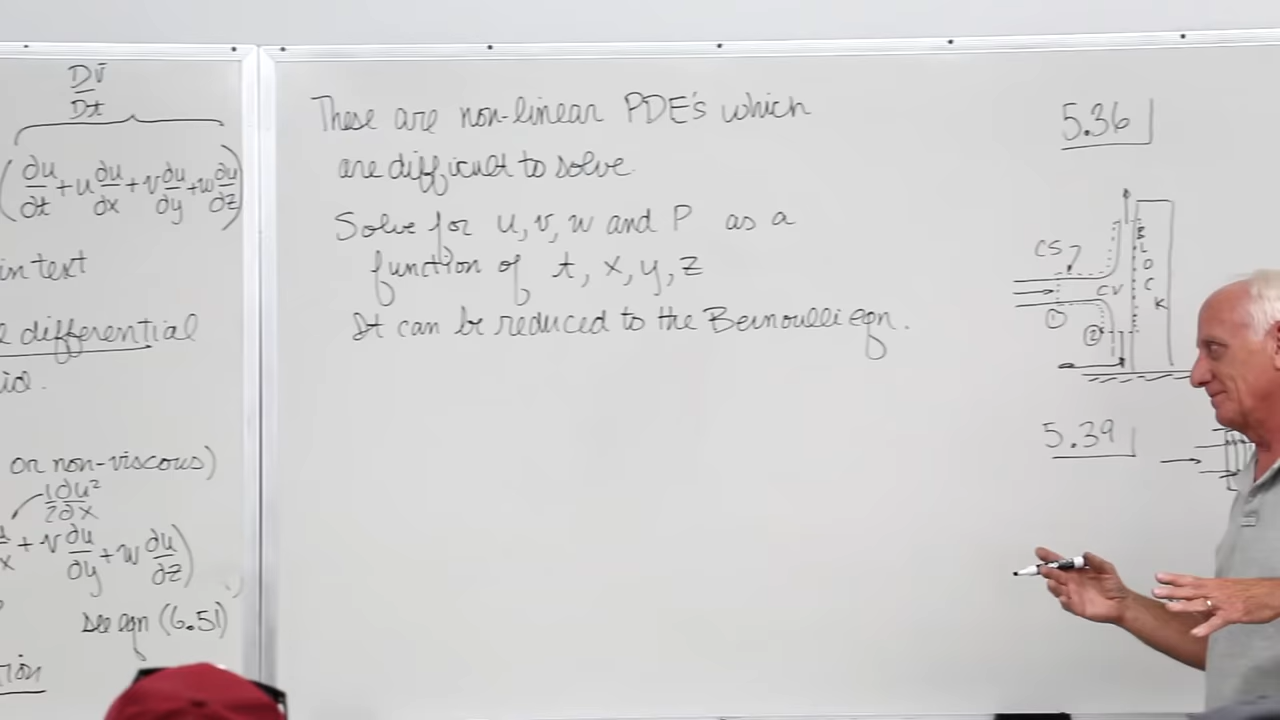 DV̄
Dt
(∂u/∂t + u ∂u/∂x + v ∂u/∂y + w ∂u/∂z)
in text
differential
on non-viscous)
1/2 ∂u²/∂x
+ v ∂u/∂y + w ∂u/∂z)
see eqn (6.51)
These are non-linear PDE's which
are difficult to solve.
Solve for u, v, w and P as a
function of t, x, y, z
It can be reduced to the Bernoulli eqn.
5.36
CS
CV
1
2
BLOCK
5.39